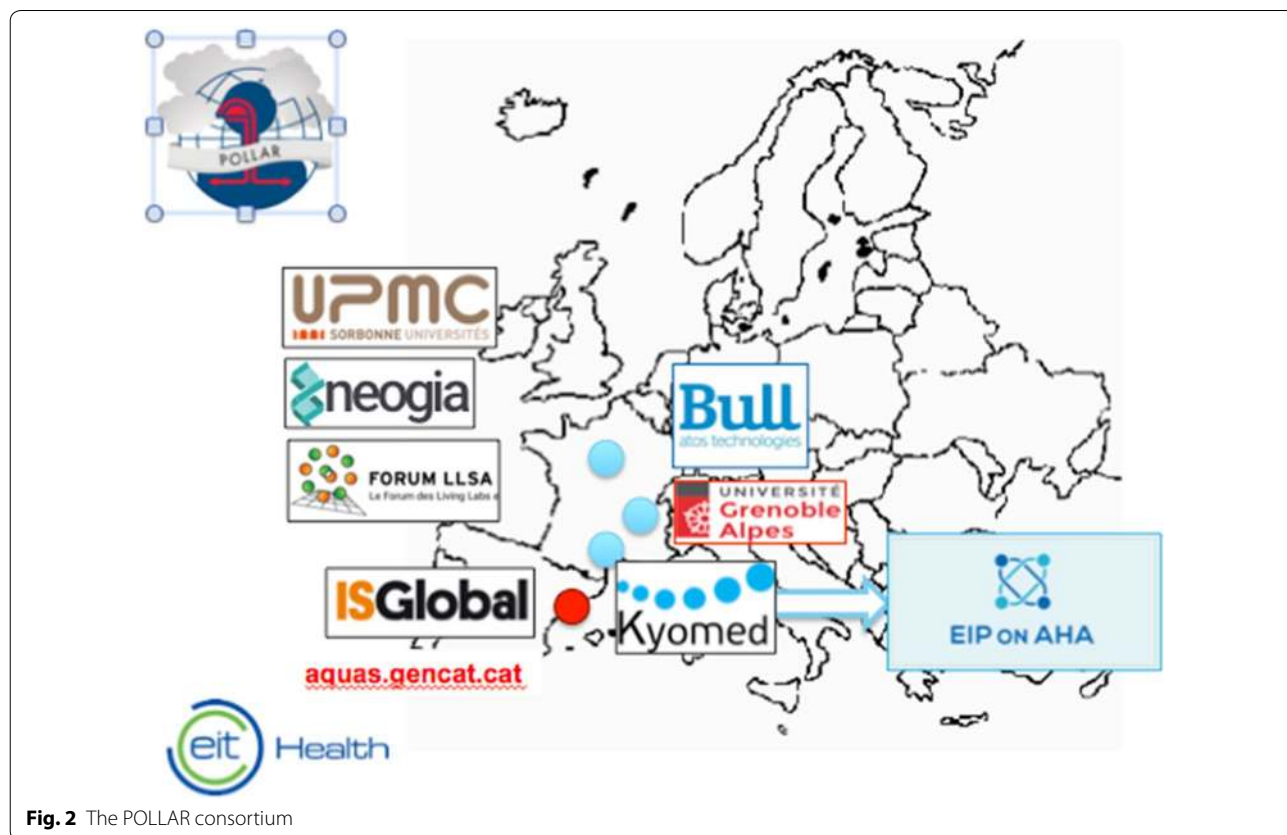 POLLAR
UPMC
SORBONNE UNIVERSITÉS
neogia
FORUM LLSA
Le Forum des Living Labs e
Bull
atos technologies
UNIVERSITÉ
Grenoble
Alpes
ISGlobal
Kyomed
EIP ON AHA
aquas.gencat.cat
eit Health
Fig. 2 The POLLAR consortium